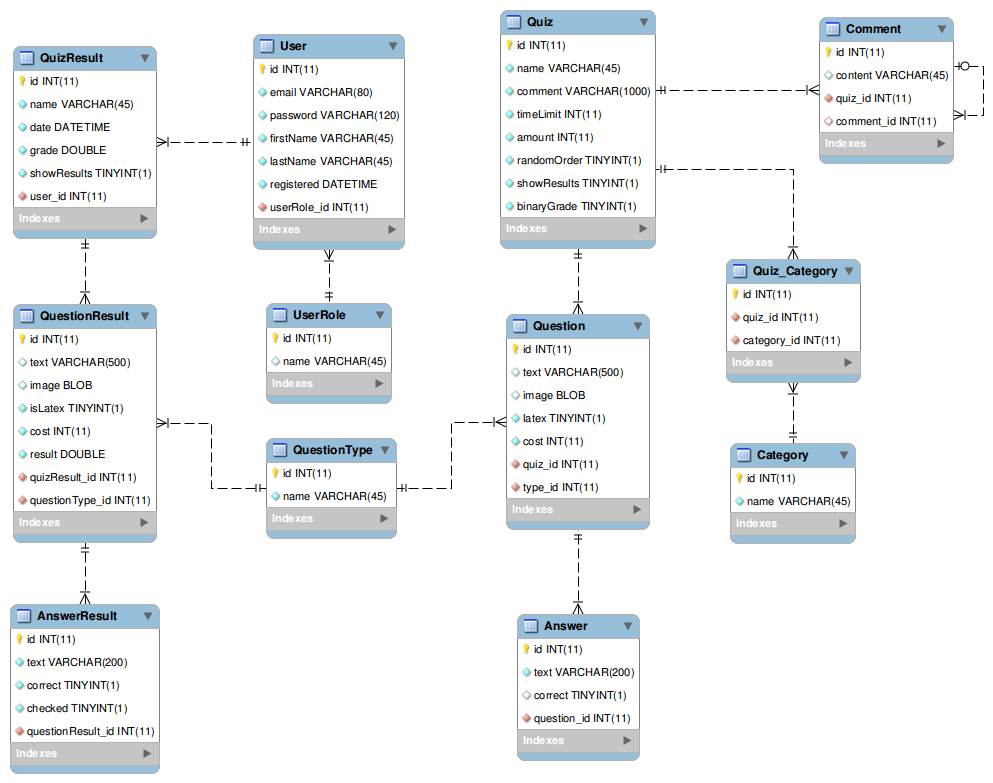 QuizResult
id INT(11)
name VARCHAR(45)
date DATETIME
grade DOUBLE
showResults TINYINT(1)
user_id INT(11)
Indexes
User
id INT(11)
email VARCHAR(80)
password VARCHAR(120)
firstName VARCHAR(45)
lastName VARCHAR(45)
registered DATETIME
userRole_id INT(11)
Indexes
Quiz
id INT(11)
name VARCHAR(45)
comment VARCHAR(1000)
timeLimit INT(11)
amount INT(11)
randomOrder TINYINT(1)
showResults TINYINT(1)
binaryGrade TINYINT(1)
Indexes
Comment
id INT(11)
content VARCHAR(45)
quiz_id INT(11)
comment_id INT(11)
Indexes
QuestionResult
id INT(11)
text VARCHAR(500)
image BLOB
isLatex TINYINT(1)
cost INT(11)
result DOUBLE
quizResult_id INT(11)
questionType_id INT(11)
Indexes
UserRole
id INT(11)
name VARCHAR(45)
Indexes
QuestionType
id INT(11)
name VARCHAR(45)
Indexes
Question
id INT(11)
text VARCHAR(500)
image BLOB
latex TINYINT(1)
cost INT(11)
quiz_id INT(11)
type_id INT(11)
Indexes
Quiz_Category
id INT(11)
quiz_id INT(11)
category_id INT(11)
Indexes
Category
id INT(11)
name VARCHAR(45)
Indexes
AnswerResult
id INT(11)
text VARCHAR(200)
correct TINYINT(1)
checked TINYINT(1)
questionResult_id INT(11)
Indexes
Answer
id INT(11)
text VARCHAR(200)
correct TINYINT(1)
question_id INT(11)
Indexes